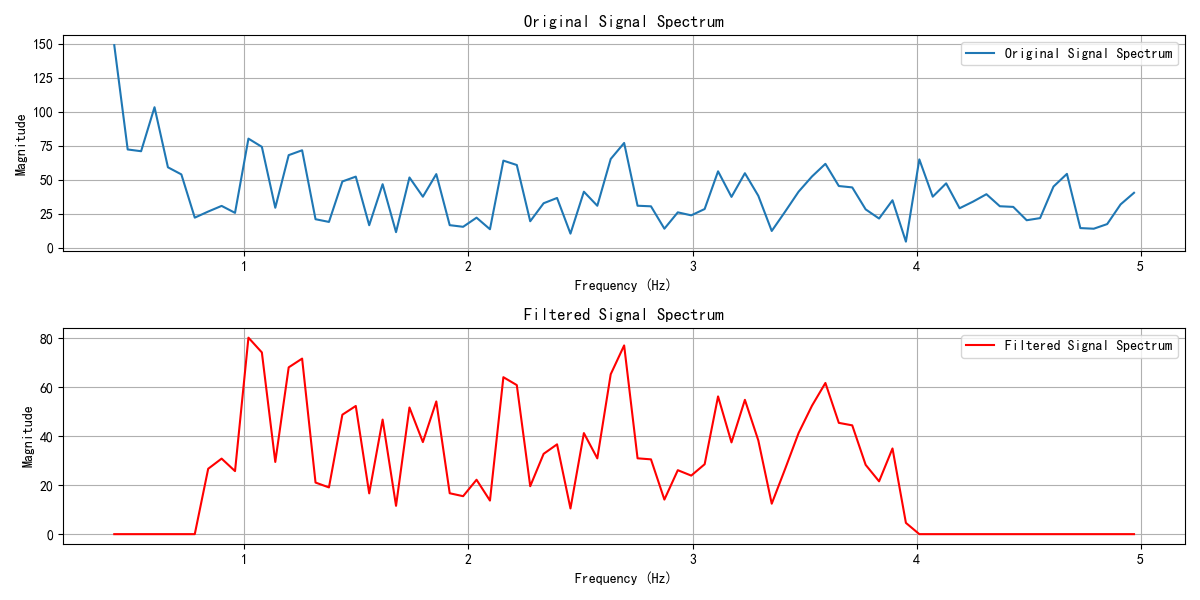 Original Signal Spectrum
Original Signal Spectrum
150
125
100
75
50
25
0
Magnitude
1 2 3 4 5
Frequency (Hz)
Filtered Signal Spectrum
Filtered Signal Spectrum
80
60
40
20
0
Magnitude
1 2 3 4 5
Frequency (Hz)